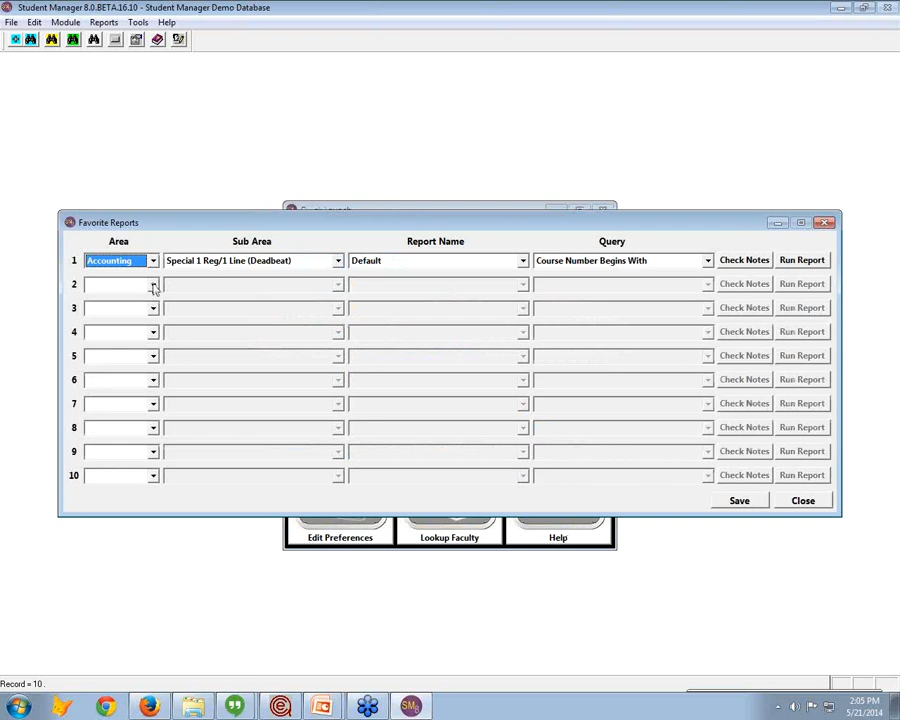 Student Manager 8.0.BETA.16.10 - Student Manager Demo Database
File Edit Module Reports Tools Help
Favorite Reports
Area Sub Area Report Name Query
1 Accounting Special 1 Reg/1 Line (Deadbeat) Default Course Number Begins With Check Notes Run Report
2 Check Notes Run Report
3 Check Notes Run Report
4 Check Notes Run Report
5 Check Notes Run Report
6 Check Notes Run Report
7 Check Notes Run Report
8 Check Notes Run Report
9 Check Notes Run Report
10 Check Notes Run Report
Save Close
Edit Preferences Lookup Faculty Help
Record = 10 .
2:05 PM
5/21/2014